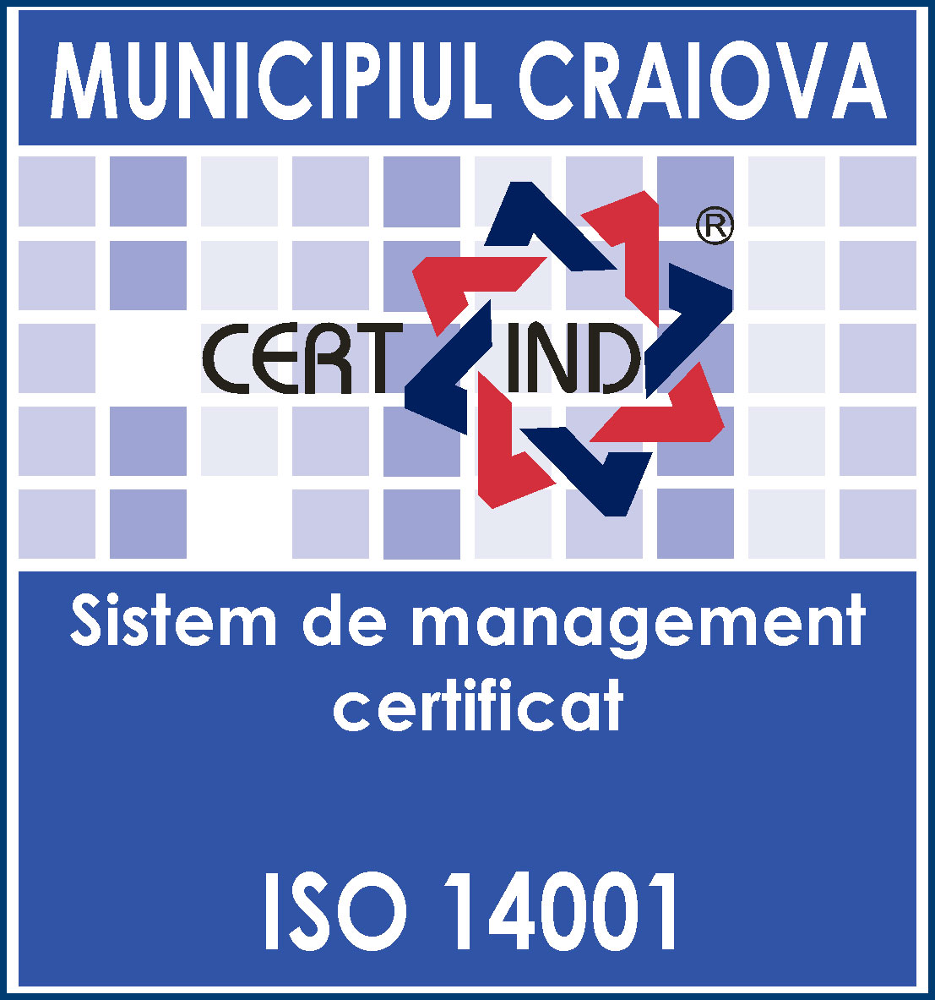 MUNICIPIUL CRAIOVA
®
CERT IND
Sistem de management
certificat
ISO 14001